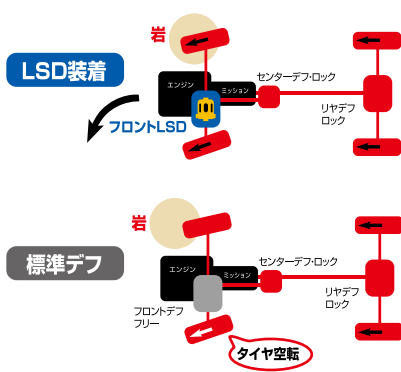 岩
LSD装着
エンジン
ミッション
センターデフ・ロック
リヤデフ
ロック
フロントLSD
岩
標準デフ
エンジン
ミッション
センターデフ・ロック
リヤデフ
ロック
フロントデフ
フリー
タイヤ空転